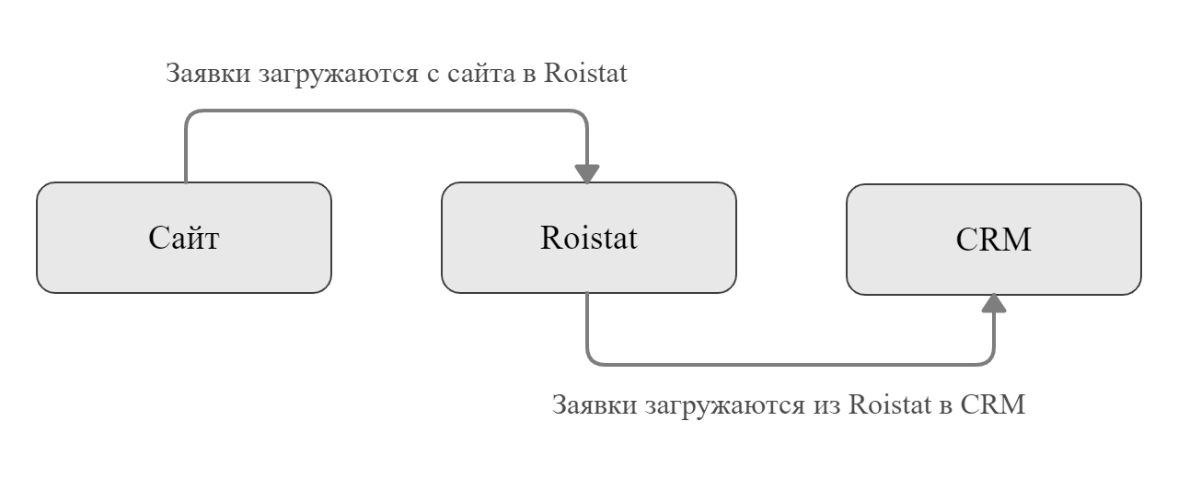 Заявки загружаются с сайта в Roistat
Сайт
Roistat
CRM
Заявки загружаются из Roistat в CRM